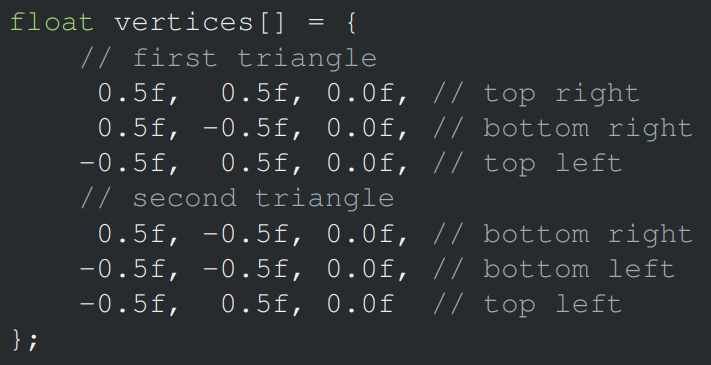 float vertices[] = {
    // first triangle
     0.5f,  0.5f, 0.0f, // top right
     0.5f, -0.5f, 0.0f, // bottom right
    -0.5f,  0.5f, 0.0f, // top left
    // second triangle
     0.5f, -0.5f, 0.0f, // bottom right
    -0.5f, -0.5f, 0.0f, // bottom left
    -0.5f,  0.5f, 0.0f  // top left
};